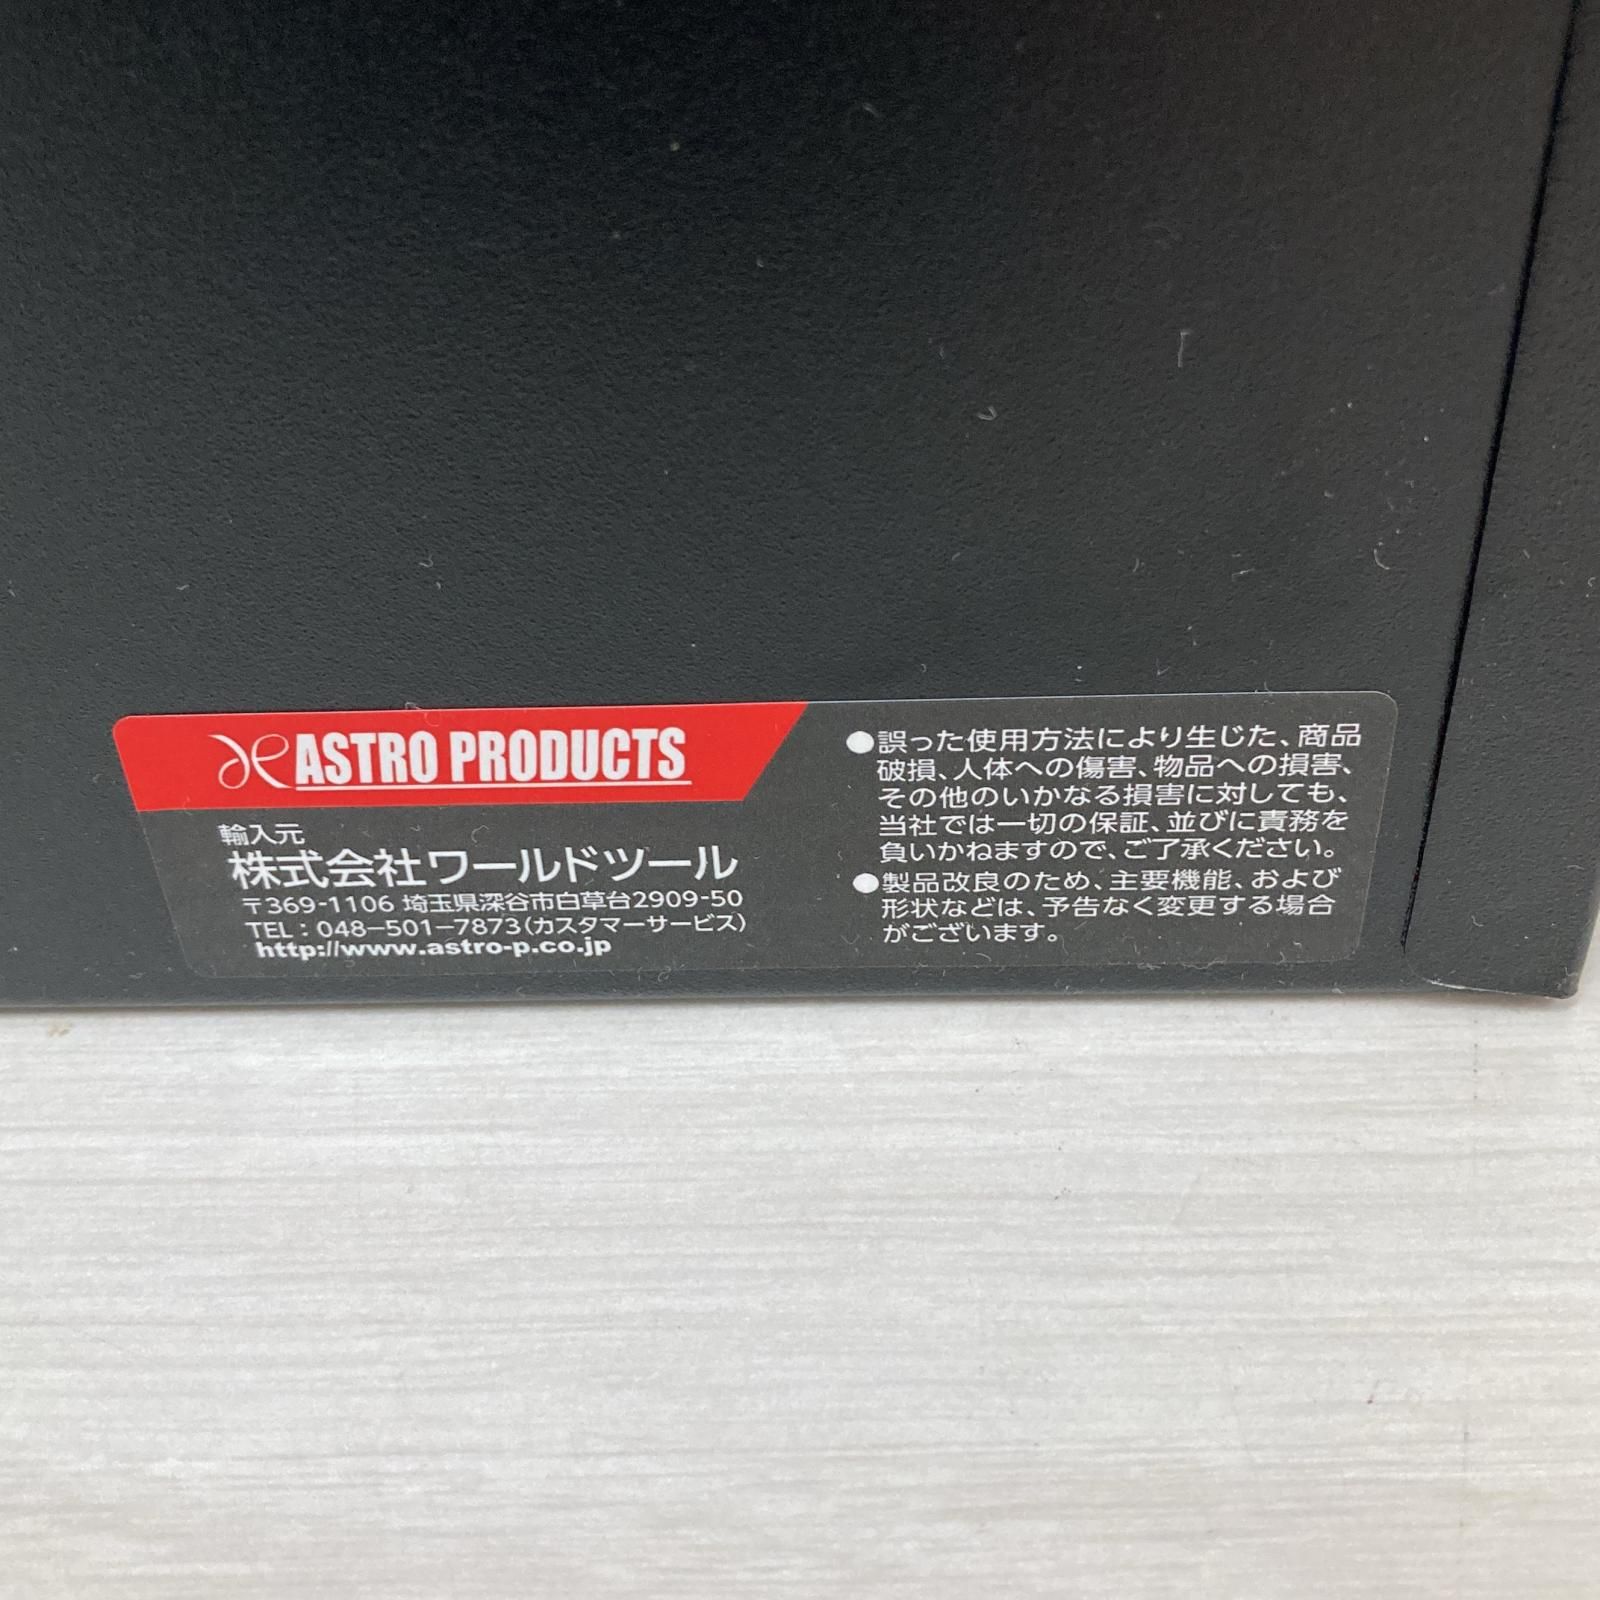 ASTRO PRODUCTS
輸入元
株式会社ワールドツール
〒369-1106 埼玉県深谷市白草台2909-50
TEL：048-501-7873（カスタマーサービス）
http://www.astro-p.co.jp
●誤った使用方法により生じた、商品
破損、人体への傷害、物品への損害、
その他のいかなる損害に対しても、
当社では一切の保証、並びに責務を
負いかねますので、ご了承ください。
●製品改良のため、主要機能、および
形状などは、予告なく変更する場合
がございます。